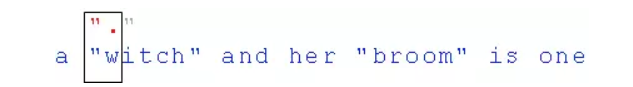 " . "
a "witch" and her "broom" is one